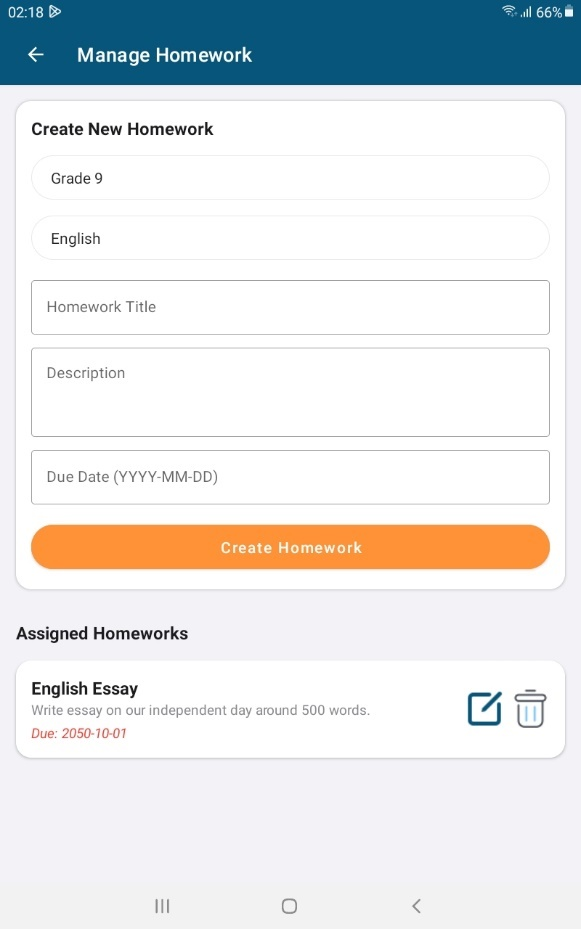 02:18 66%
Manage Homework
Create New Homework
Grade 9
English
Homework Title
Description
Due Date (YYYY-MM-DD)
Create Homework
Assigned Homeworks
English Essay
Write essay on our independent day around 500 words.
Due: 2050-10-01